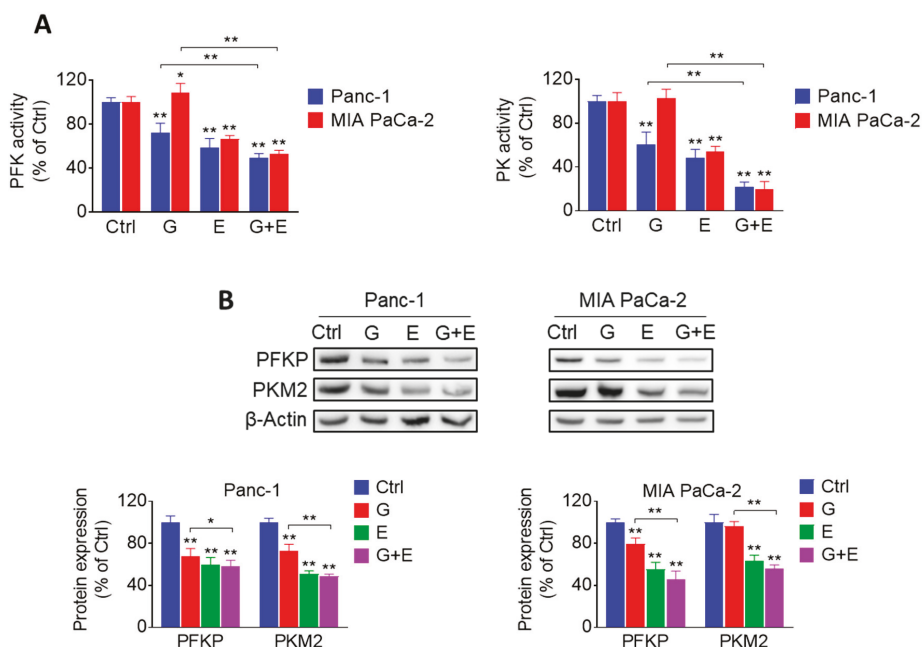 A
** **
** **
PFK activity
(% of Ctrl)
120
80
40
0
** * ** ** ** **
Ctrl G E G+E
Panc-1
MIA PaCa-2
** **
PK activity
(% of Ctrl)
120
80
40
0
** ** ** ** **
Ctrl G E G+E
Panc-1
MIA PaCa-2
B
Panc-1
Ctrl G E G+E
MIA PaCa-2
Ctrl G E G+E
PFKP
PKM2
β-Actin
Panc-1
Protein expression
(% of Ctrl)
120
80
40
0
* **
** ** ** ** ** **
PFKP PKM2
Ctrl
G
E
G+E
MIA PaCa-2
Protein expression
(% of Ctrl)
120
80
40
0
** **
** ** ** ** **
PFKP PKM2
Ctrl
G
E
G+E